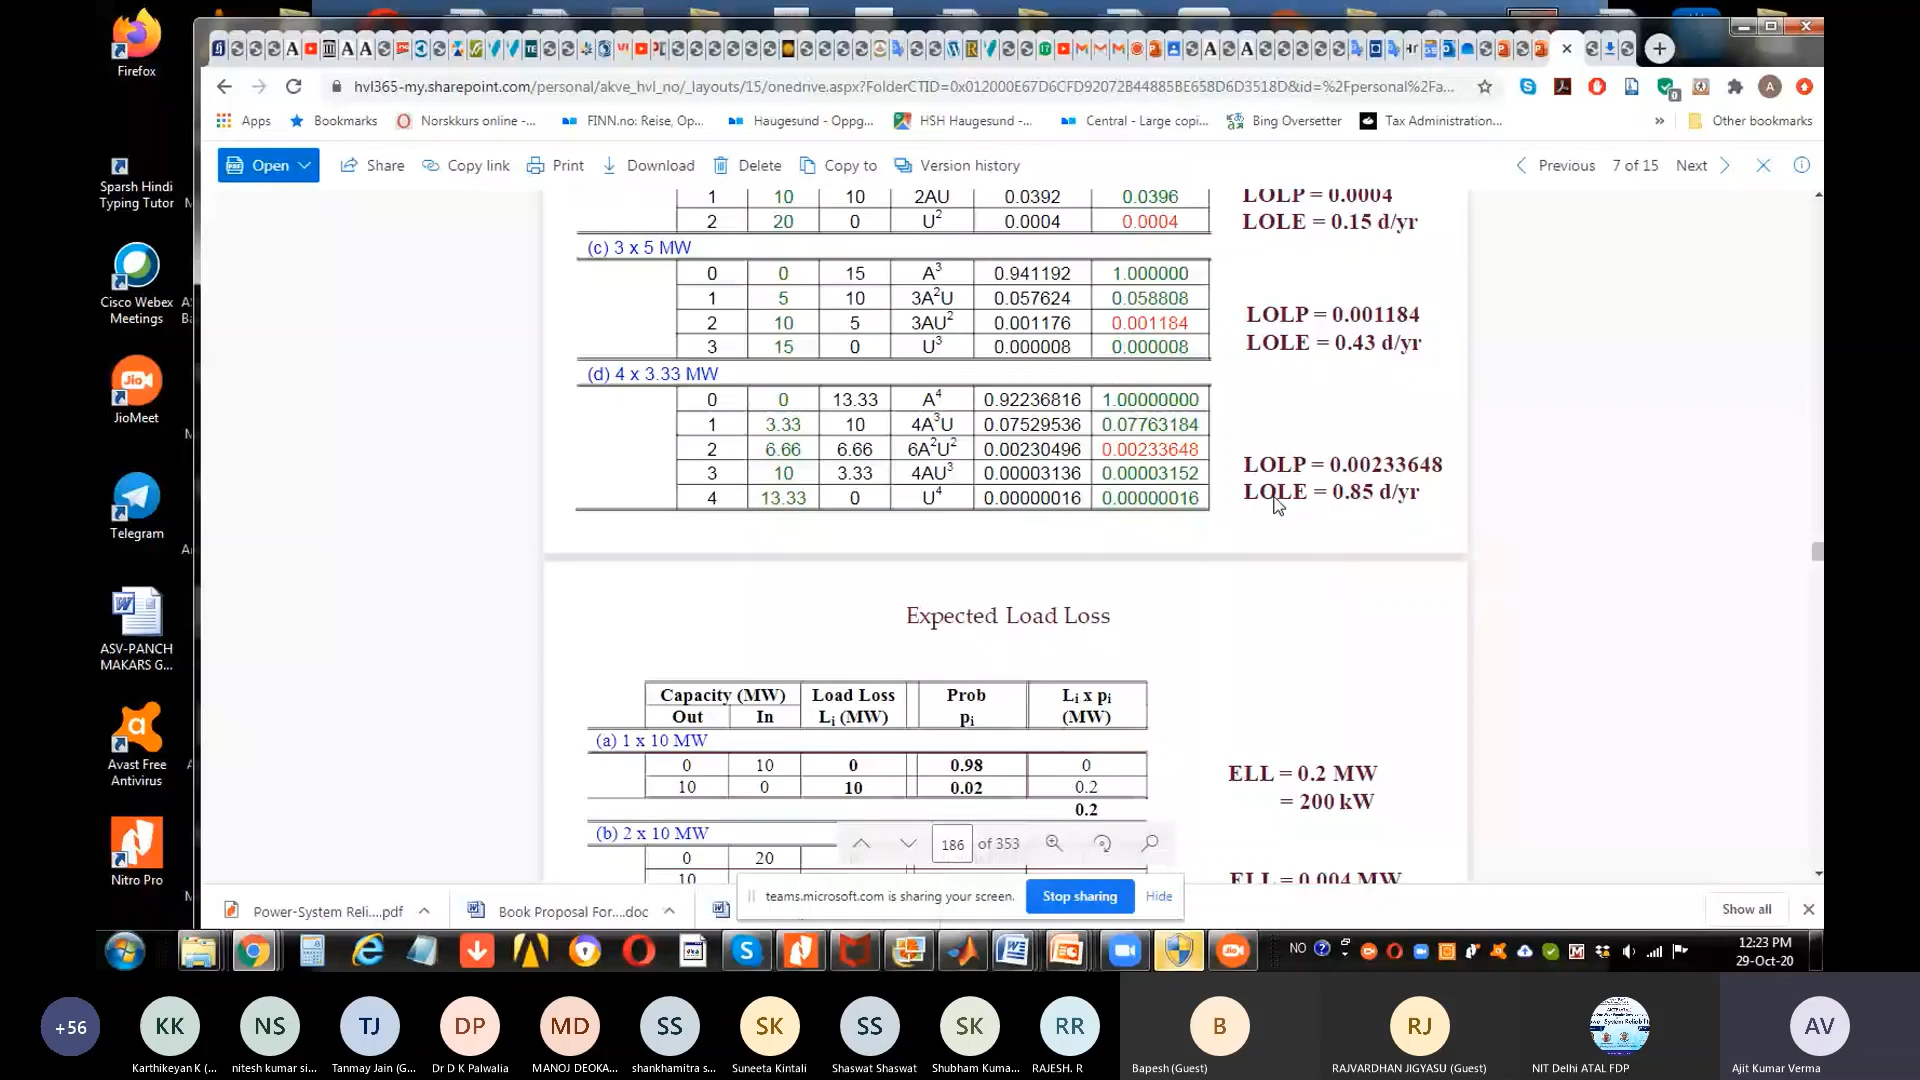 Firefox
hvl365-my.sharepoint.com/personal/akve_hvl_no/_layouts/15/onedrive.aspx?FolderCTID=0x012000E67D6CFD92072B44885BE658D6D3518D&id=%2Fpersonal%2Fa...
Apps Bookmarks Norskkurs online -... FINN.no: Reise, Op... Haugesund - Oppg... HSH Haugesund -... Central - Large copi... Bing Oversetter Tax Administration... » Other bookmarks
Open Share Copy link Print Download Delete Copy to Version history Previous 7 of 15 Next
Sparsh Hindi
Typing Tutor
1 10 10 2AU 0.0392 0.0396 LOLP = 0.0004
2 20 0 U² 0.0004 0.0004 LOLE = 0.15 d/yr
(c) 3 x 5 MW
0 0 15 A³ 0.941192 1.000000
1 5 10 3A²U 0.057624 0.058808 LOLP = 0.001184
2 10 5 3AU² 0.001176 0.001184 LOLE = 0.43 d/yr
3 15 0 U³ 0.000008 0.000008
Cisco Webex
Meetings
(d) 4 x 3.33 MW
0 0 13.33 A⁴ 0.92236816 1.00000000
1 3.33 10 4A³U 0.07529536 0.07763184
2 6.66 6.66 6A²U² 0.00230496 0.00233648 LOLP = 0.00233648
3 10 3.33 4AU³ 0.00003136 0.00003152 LOLE = 0.85 d/yr
4 13.33 0 U⁴ 0.00000016 0.00000016
JioMeet
Telegram
Expected Load Loss
ASV-PANCH
MAKARS G...
Capacity (MW) Load Loss Prob Lᵢ x pᵢ
Out In Lᵢ (MW) pᵢ (MW)
(a) 1 x 10 MW
0 10 0 0.98 0 ELL = 0.2 MW
10 0 10 0.02 0.2 = 200 kW
0.2
Avast Free
Antivirus
(b) 2 x 10 MW
0 20
10 ELL = 0.004 MW
186 of 353
Nitro Pro
teams.microsoft.com is sharing your screen. Stop sharing Hide
Power-System Reli....pdf Book Proposal For....doc Show all
NO 12:23 PM
29-Oct-20
+56 KK NS TJ DP MD SS SK SS SK RR B RJ AV
Karthikeyan K (... nitesh kumar si... Tanmay Jain (G... Dr D K Palwalia MANOJ DEOKA... shankhamitra s... Suneeta Kintali Shaswat Shaswat Shubham Kuma... RAJESH. R Bapesh (Guest) RAJVARDHAN JIGYASU (Guest) NIT Delhi ATAL FDP Ajit Kumar Verma